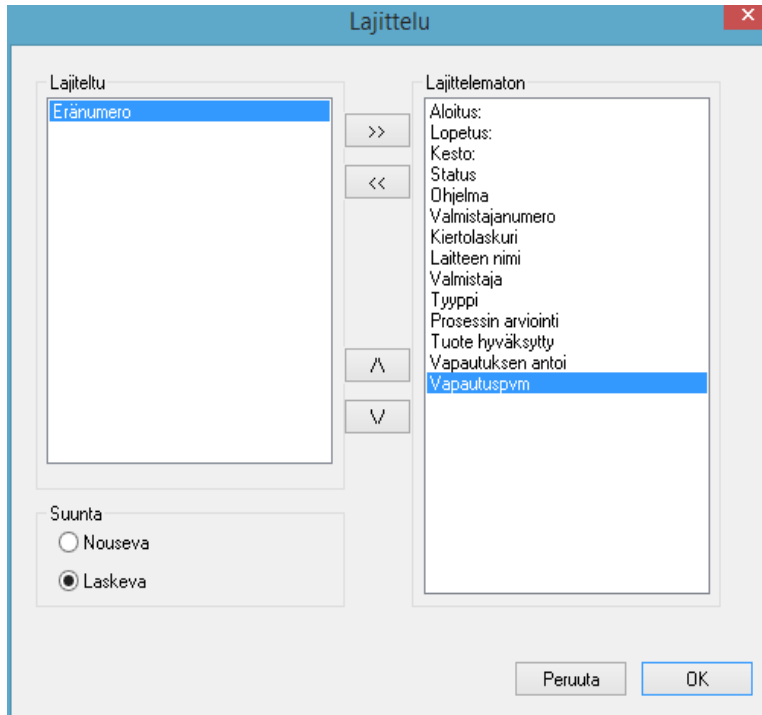 Lajittelu
Lajiteltu
Eränumero
>>
<<
/\
\/
Lajittelematon
Aloitus:
Lopetus:
Kesto:
Status
Ohjelma
Valmistajanumero
Kiertolaskuri
Laitteen nimi
Valmistaja
Tyyppi
Prosessin arviointi
Tuote hyväksytty
Vapautuksen antoi
Vapautuspvm
Suunta
Nouseva
Laskeva
Peruuta
OK